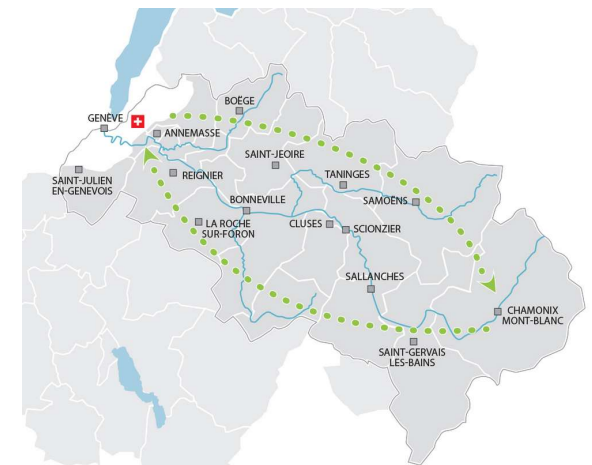 BOËGE
GENÈVE
ANNEMASSE
SAINT-JEOIRE
TANINGES
REIGNIER
SAINT-JULIEN
EN-GENEVOIS
BONNEVILLE
SAMOËNS
LA ROCHE
SUR-FORON
CLUSES
SCIONZIER
SALLANCHES
CHAMONIX
MONT-BLANC
SAINT-GERVAIS
LES-BAINS